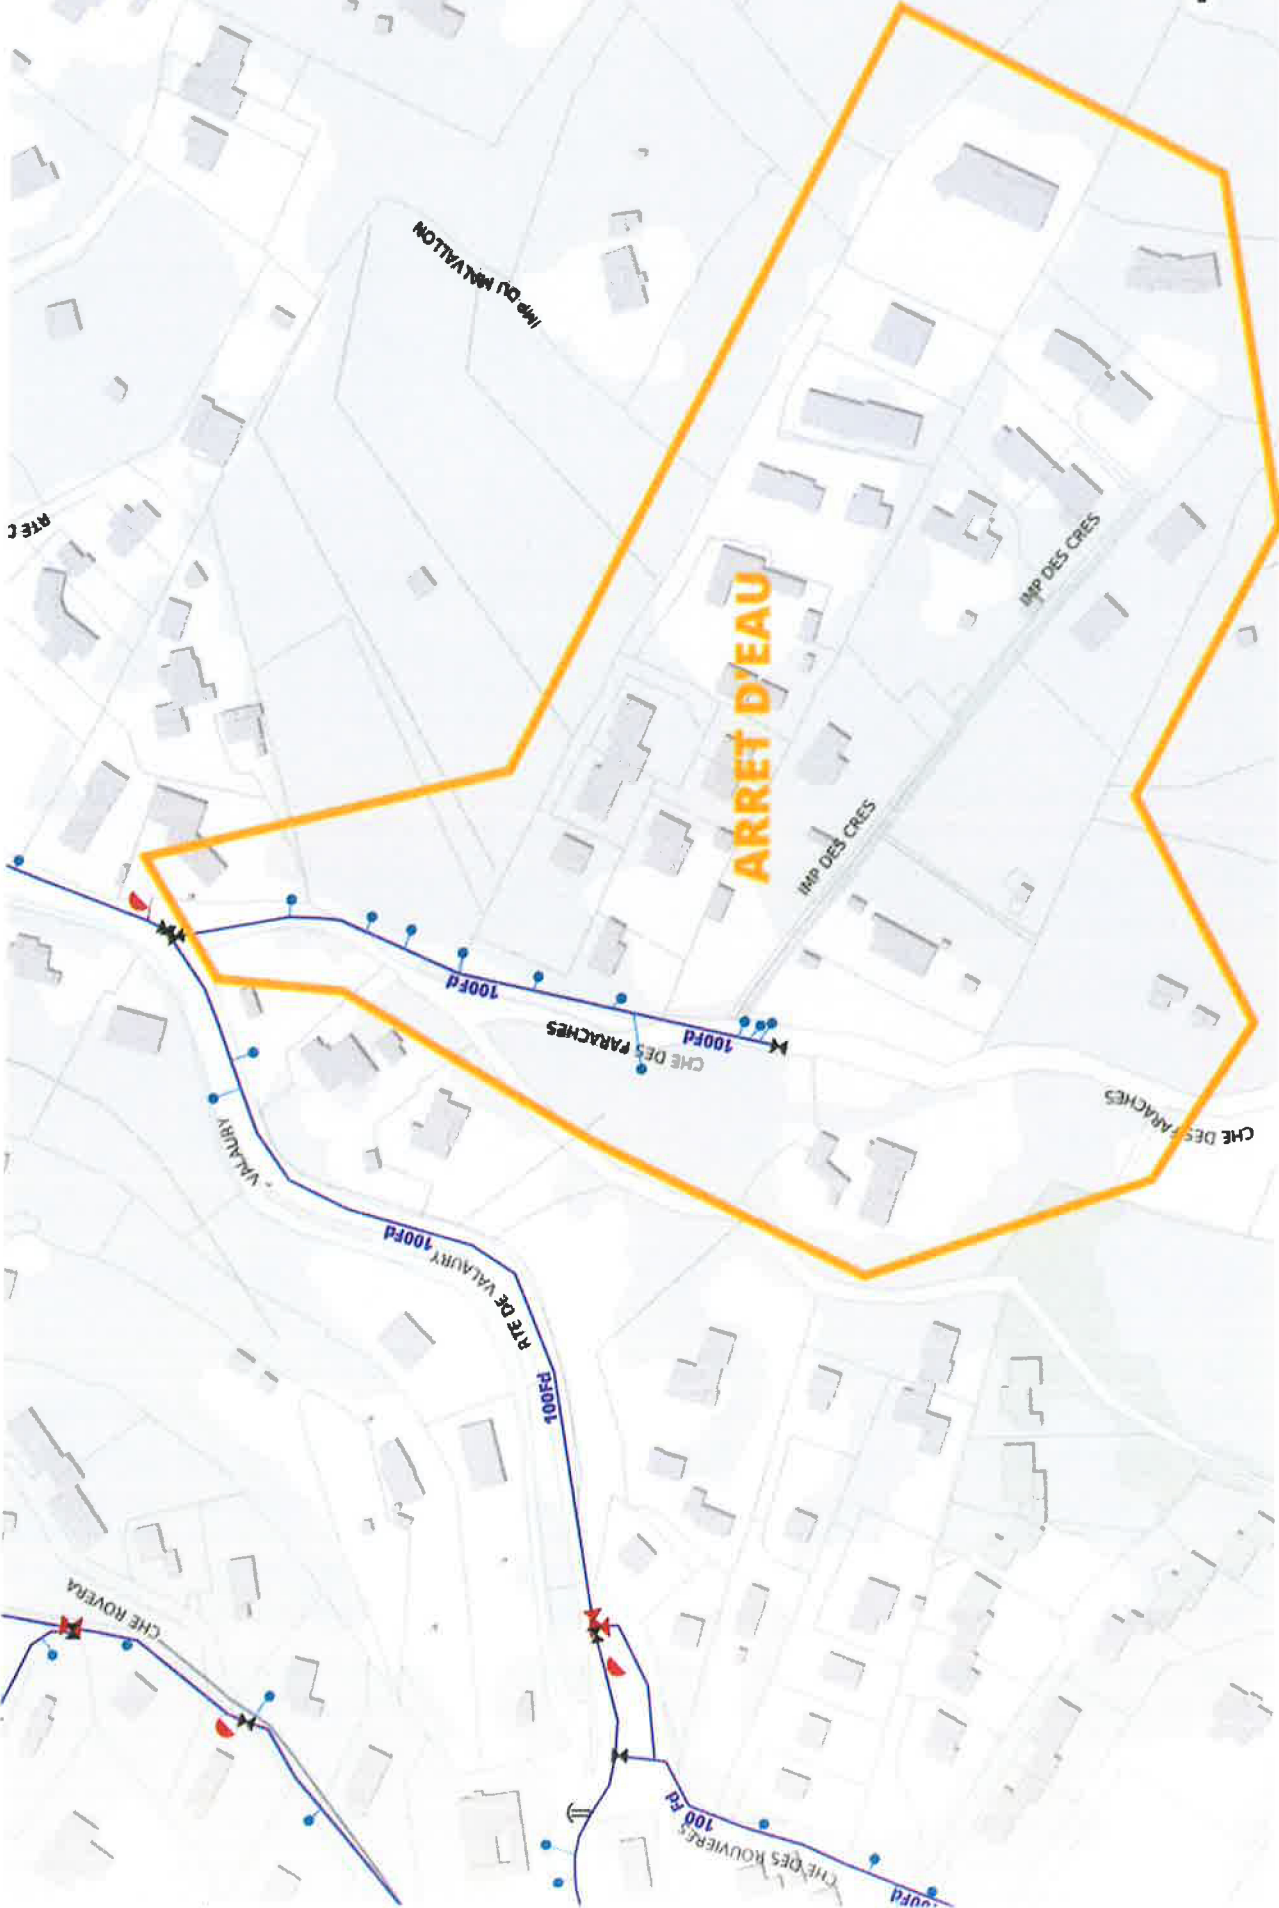 IMP DU MALVALLON
RTE D
IMP DES CRES
ARRET D'EAU
IMP DES CRES
100Fd
CHE DES FARACHES
100Fd
CHE DES FARACHES
VALAURY
100Fd
RTE DE VALAURY
100Fd
CHE ROVERA
100 Fd
CHE DES ROUVIERES
100Fd